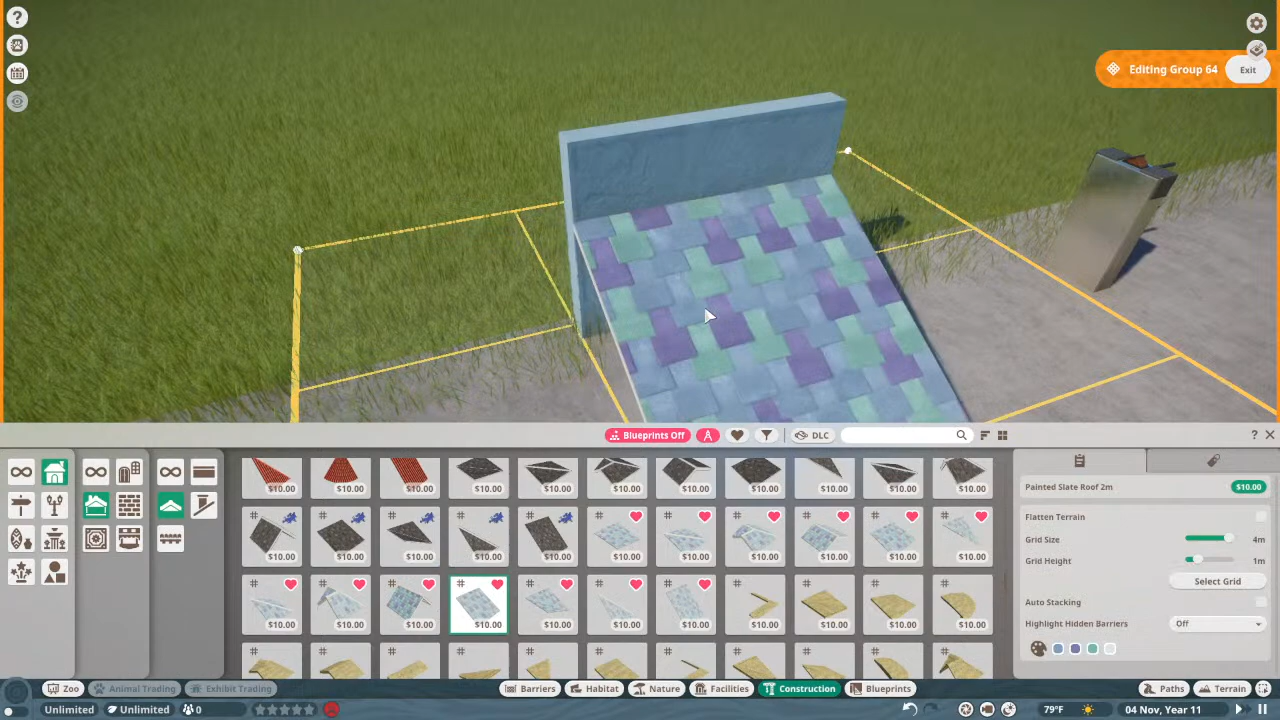 ?
Editing Group 64
Exit
Blueprints Off
DLC
?
$10.00 $10.00 $10.00 $10.00 $10.00 $10.00 $10.00 $10.00 $10.00 $10.00 $10.00
$10.00 $10.00 $10.00 $10.00 $10.00 $10.00 $10.00 $10.00 $10.00 $10.00 $10.00
$10.00 $10.00 $10.00 $10.00 $10.00 $10.00 $10.00 $10.00 $10.00 $10.00 $10.00
Painted Slate Roof 2m $10.00
Flatten Terrain
Grid Size 4m
Grid Height 1m
Select Grid
Auto Stacking
Highlight Hidden Barriers Off
Zoo Animal Trading Exhibit Trading Barriers Habitat Nature Facilities Construction Blueprints Paths Terrain
Unlimited Unlimited 0 79°F 04 Nov, Year 11